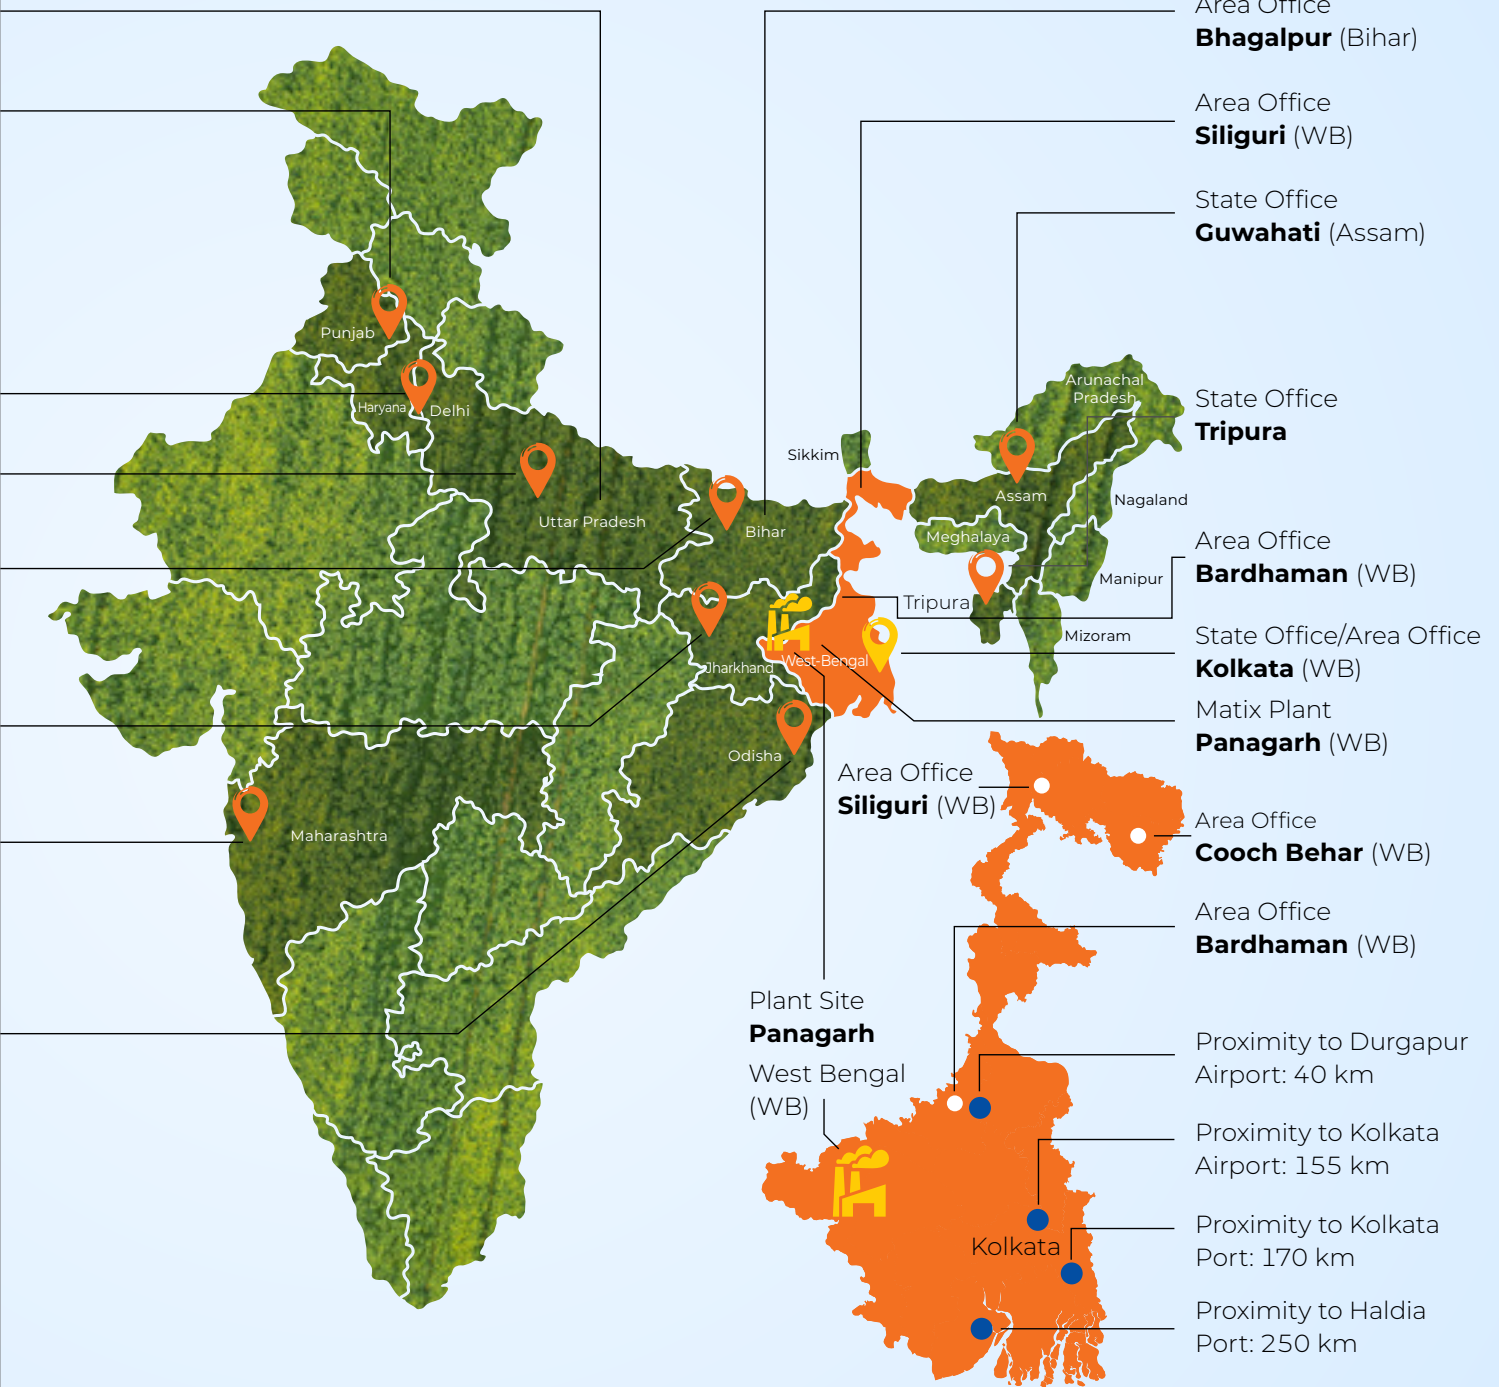 Area Office
Bhagalpur (Bihar)
Area Office
Siliguri (WB)
State Office
Guwahati (Assam)
State Office
Tripura
Area Office
Bardhaman (WB)
State Office/Area Office
Kolkata (WB)
Matix Plant
Panagarh (WB)
Punjab
Haryana
Delhi
Uttar Pradesh
Bihar
Sikkim
Arunachal
Pradesh
Assam
Nagaland
Meghalaya
Manipur
Tripura
Mizoram
West-Bengal
Jharkhand
Odisha
Maharashtra
Area Office
Siliguri (WB)
Area Office
Cooch Behar (WB)
Area Office
Bardhaman (WB)
Plant Site
Panagarh
West Bengal
(WB)
Proximity to Durgapur
Airport: 40 km
Proximity to Kolkata
Airport: 155 km
Kolkata
Proximity to Kolkata
Port: 170 km
Proximity to Haldia
Port: 250 km